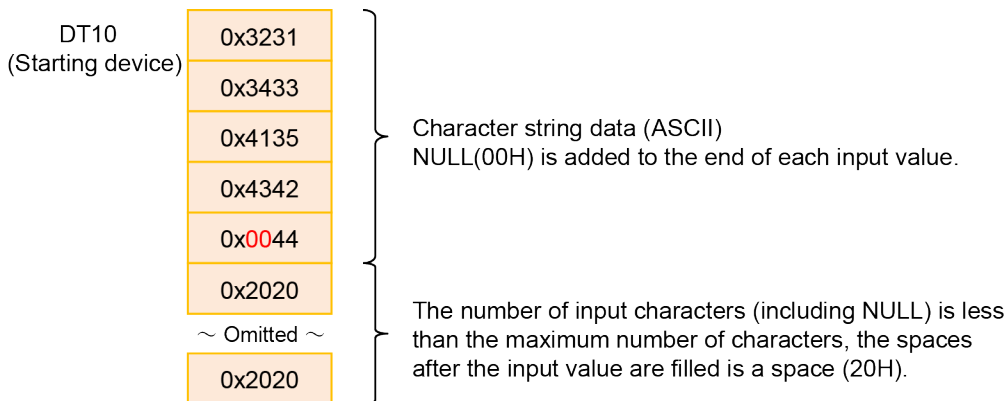 DT10
(Starting device)
0x3231
0x3433
0x4135
0x4342
0x0044
0x2020
～ Omitted ～
0x2020
Character string data (ASCII)
NULL(00H) is added to the end of each input value.
The number of input characters (including NULL) is less
than the maximum number of characters, the spaces
after the input value are filled is a space (20H).